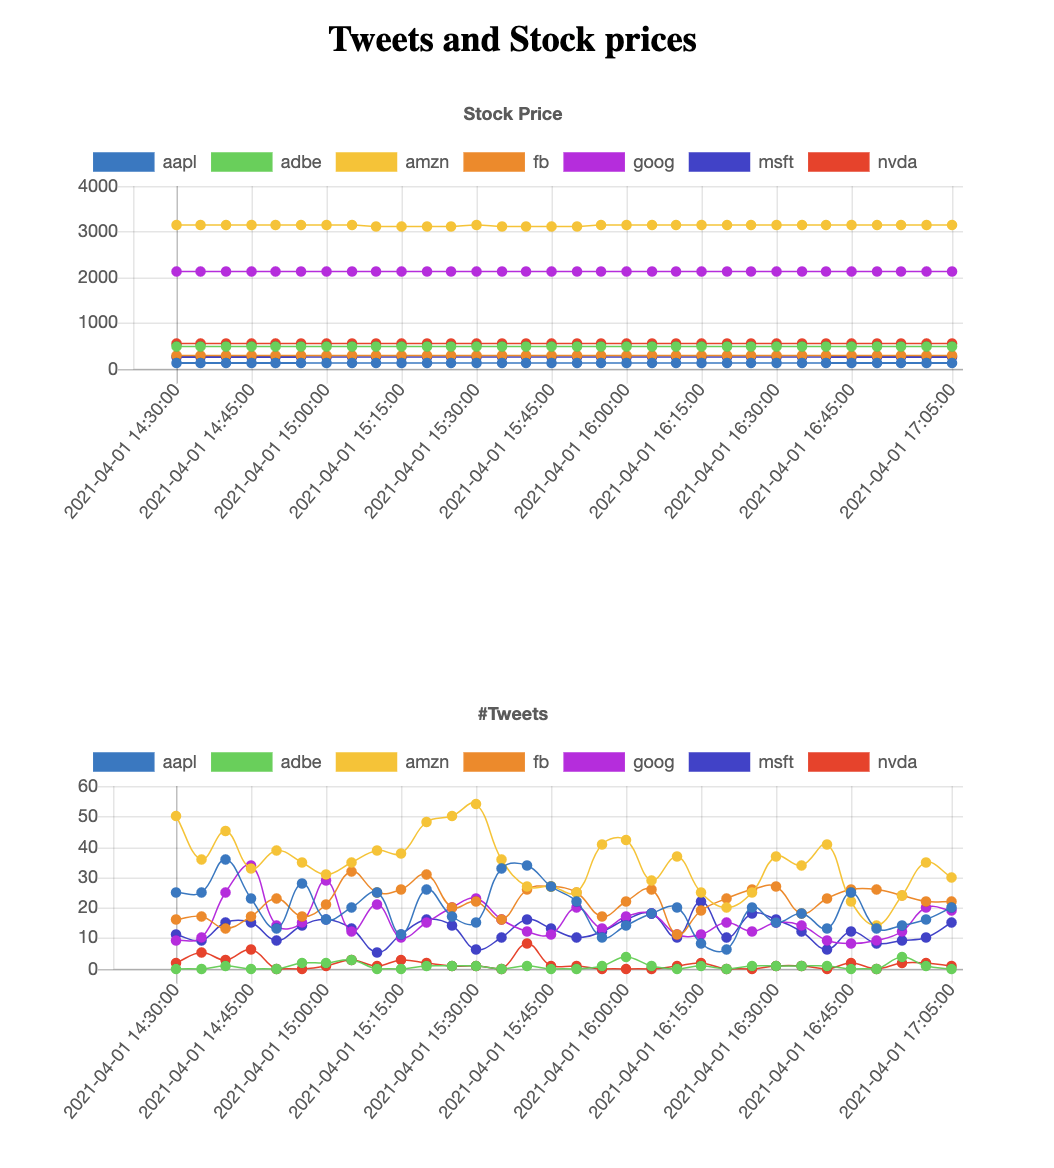 Tweets and Stock prices
Stock Price
aapl adbe amzn fb goog msft nvda
4000
3000
2000
1000
0
2021-04-01 14:30:00 2021-04-01 14:45:00 2021-04-01 15:00:00 2021-04-01 15:15:00 2021-04-01 15:30:00 2021-04-01 15:45:00 2021-04-01 16:00:00 2021-04-01 16:15:00 2021-04-01 16:30:00 2021-04-01 16:45:00 2021-04-01 17:05:00
#Tweets
aapl adbe amzn fb goog msft nvda
60
50
40
30
20
10
0
2021-04-01 14:30:00 2021-04-01 14:45:00 2021-04-01 15:00:00 2021-04-01 15:15:00 2021-04-01 15:30:00 2021-04-01 15:45:00 2021-04-01 16:00:00 2021-04-01 16:15:00 2021-04-01 16:30:00 2021-04-01 16:45:00 2021-04-01 17:05:00